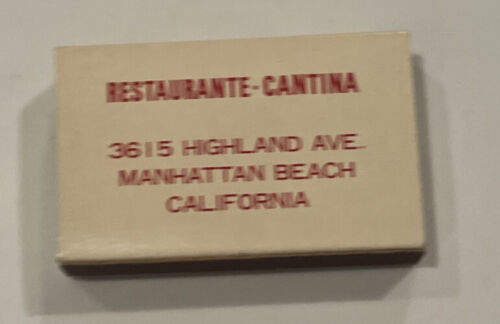 RESTAURANTE-CANTINA
3615 HIGHLAND AVE.
MANHATTAN BEACH
CALIFORNIA